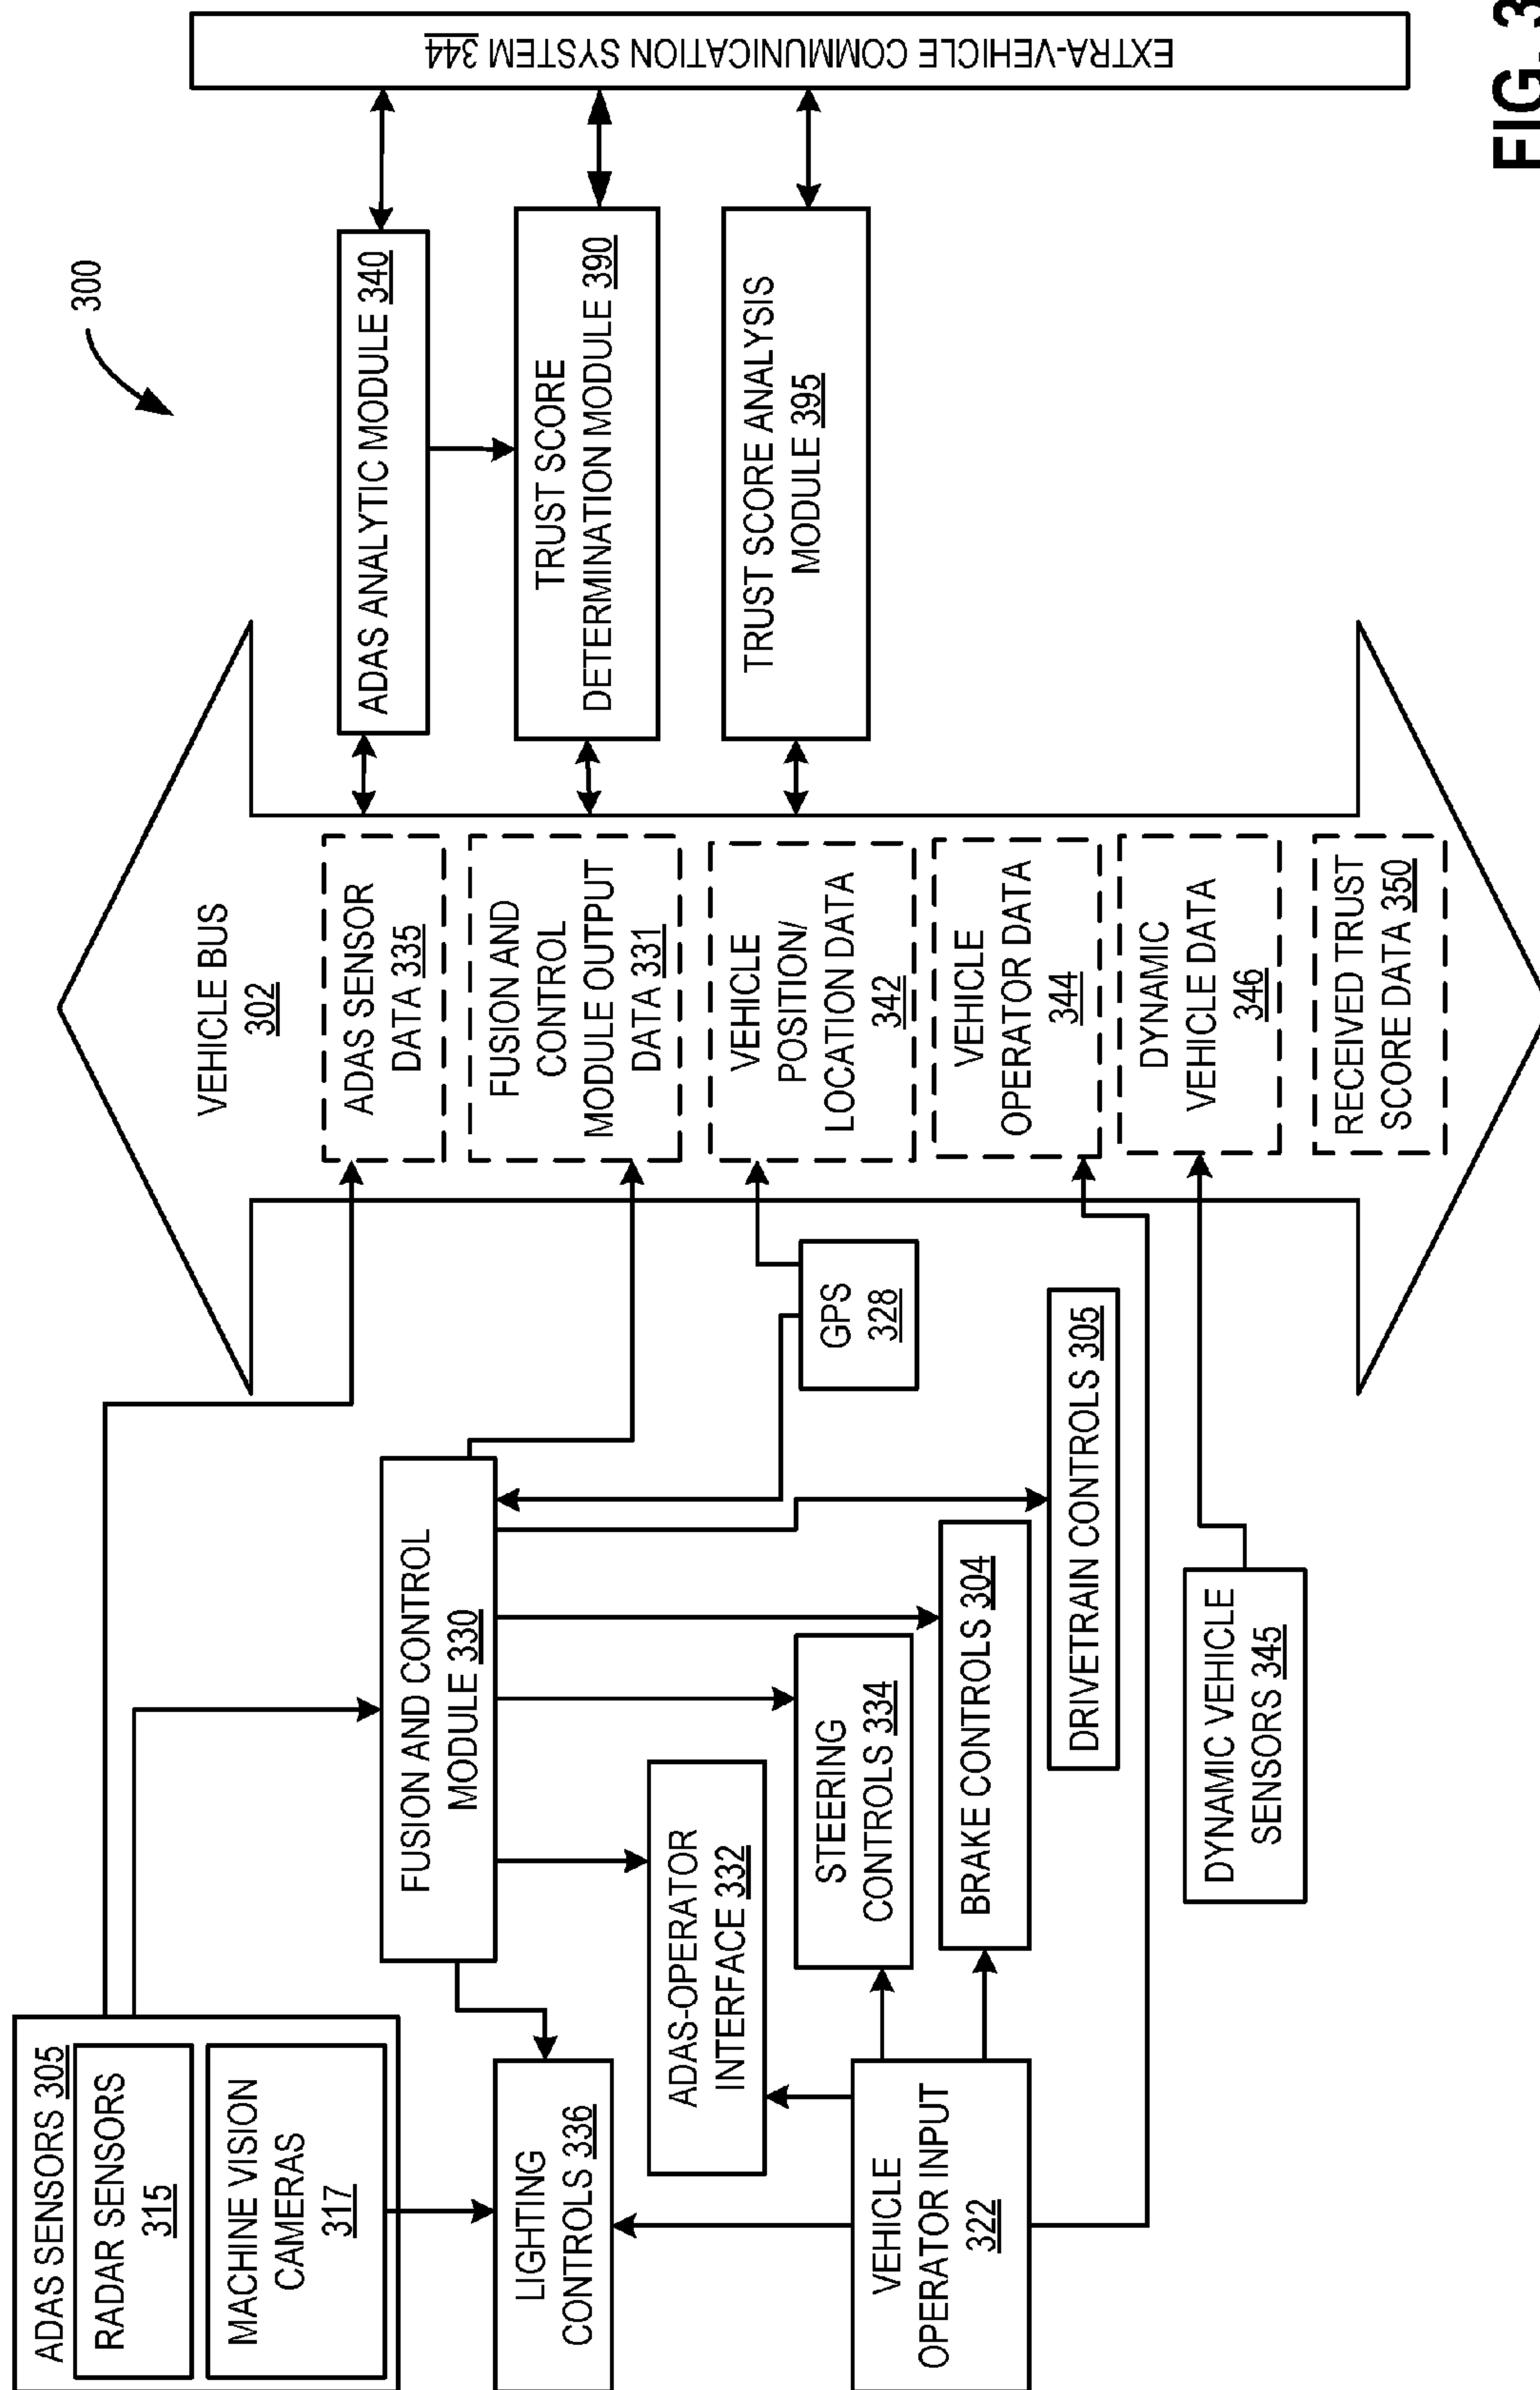 300
ADAS SENSORS 305
RADAR SENSORS
315
MACHINE VISION
CAMERAS
317
LIGHTING
CONTROLS 336
VEHICLE
OPERATOR INPUT
322
FUSION AND CONTROL
MODULE 330
ADAS-OPERATOR
INTERFACE 332
STEERING
CONTROLS 334
BRAKE CONTROLS 304
DRIVETRAIN CONTROLS 305
DYNAMIC VEHICLE
SENSORS 345
GPS
328
VEHICLE BUS
302
ADAS SENSOR
DATA 335
FUSION AND
CONTROL
MODULE OUTPUT
DATA 331
VEHICLE
POSITION/
LOCATION DATA
342
VEHICLE
OPERATOR DATA
344
DYNAMIC
VEHICLE DATA
346
RECEIVED TRUST
SCORE DATA 350
ADAS ANALYTIC MODULE 340
TRUST SCORE
DETERMINATION MODULE 390
TRUST SCORE ANALYSIS
MODULE 395
EXTRA-VEHICLE COMMUNICATION SYSTEM 344
FIG. 3